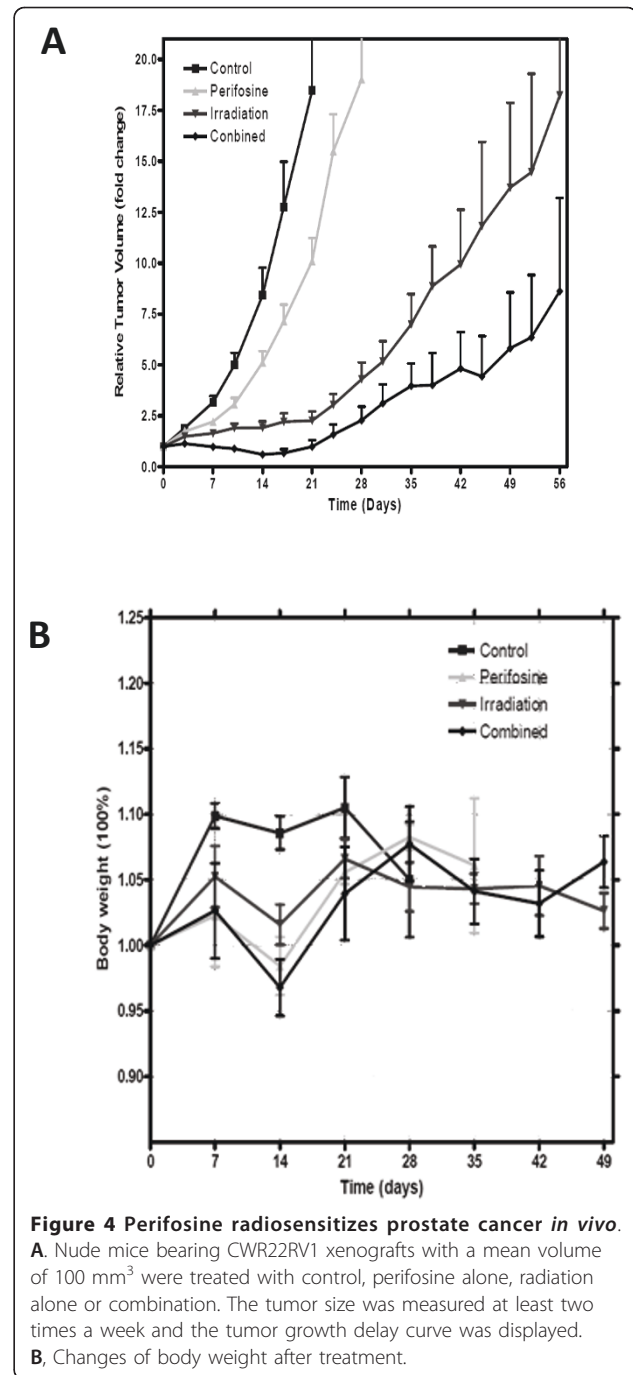 A
Relative Tumor Volume (fold change)
20.0
17.5
15.0
12.5
10.0
7.5
5.0
2.5
0.0
Control
Perifosine
Irradiation
Conbined
0 7 14 21 28 35 42 49 56
Time (Days)
B
Body weight (100%)
1.25
1.20
1.15
1.10
1.05
1.00
0.95
0.90
Control
Perifosine
Irradiation
Combined
0 7 14 21 28 35 42 49
Time (days)
Figure 4 Perifosine radiosensitizes prostate cancer in vivo.
A. Nude mice bearing CWR22RV1 xenografts with a mean volume
of 100 mm³ were treated with control, perifosine alone, radiation
alone or combination. The tumor size was measured at least two
times a week and the tumor growth delay curve was displayed.
B, Changes of body weight after treatment.